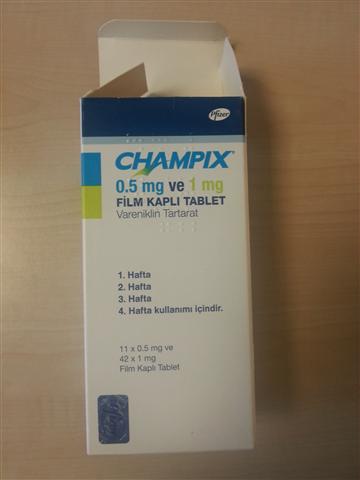 Pfizer
CHAMPIX®
0.5 mg ve 1 mg
FİLM KAPLI TABLET
Vareniklin Tartarat
1. Hafta
2. Hafta
3. Hafta
4. Hafta kullanımı içindir.
11 x 0.5 mg ve
42 x 1 mg
Film Kaplı Tablet